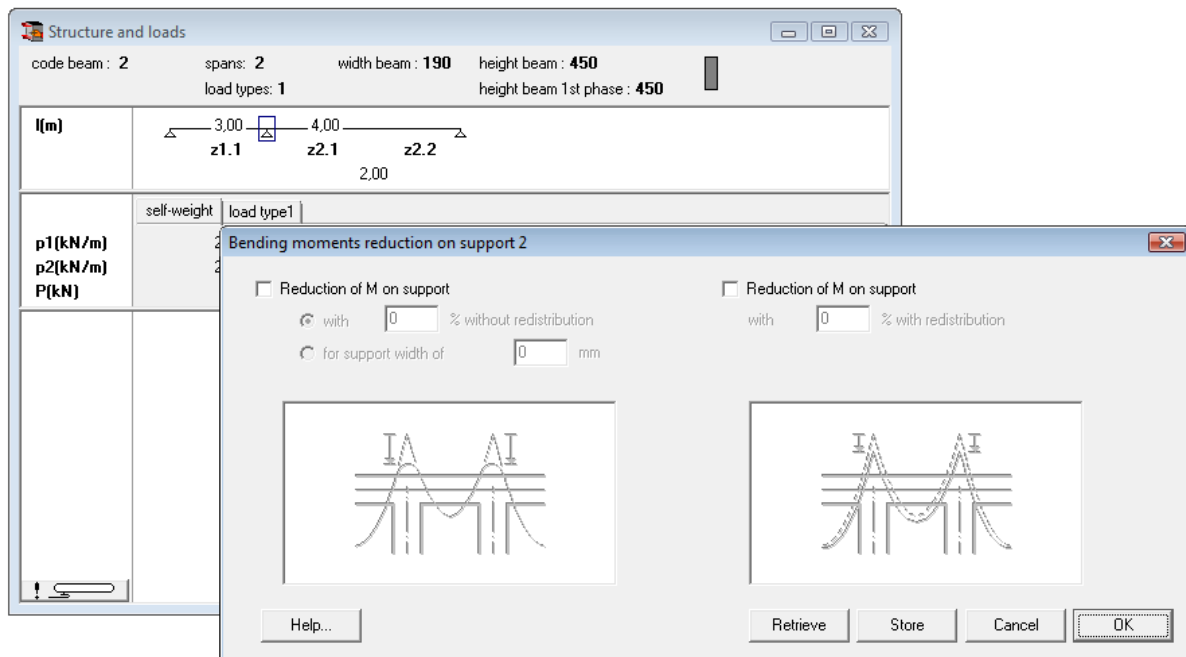 Structure and loads
code beam : 2 spans: 2 width beam : 190 height beam : 450
load types: 1 height beam 1st phase : 450
l(m) 3,00 4,00
z1.1 z2.1 z2.2
2,00
self-weight load type1
p1(kN/m) 2
p2(kN/m) 2
P(kN)
Bending moments reduction on support 2
Reduction of M on support Reduction of M on support
with 0 % without redistribution with 0 % with redistribution
for support width of 0 mm
Help... Retrieve Store Cancel OK